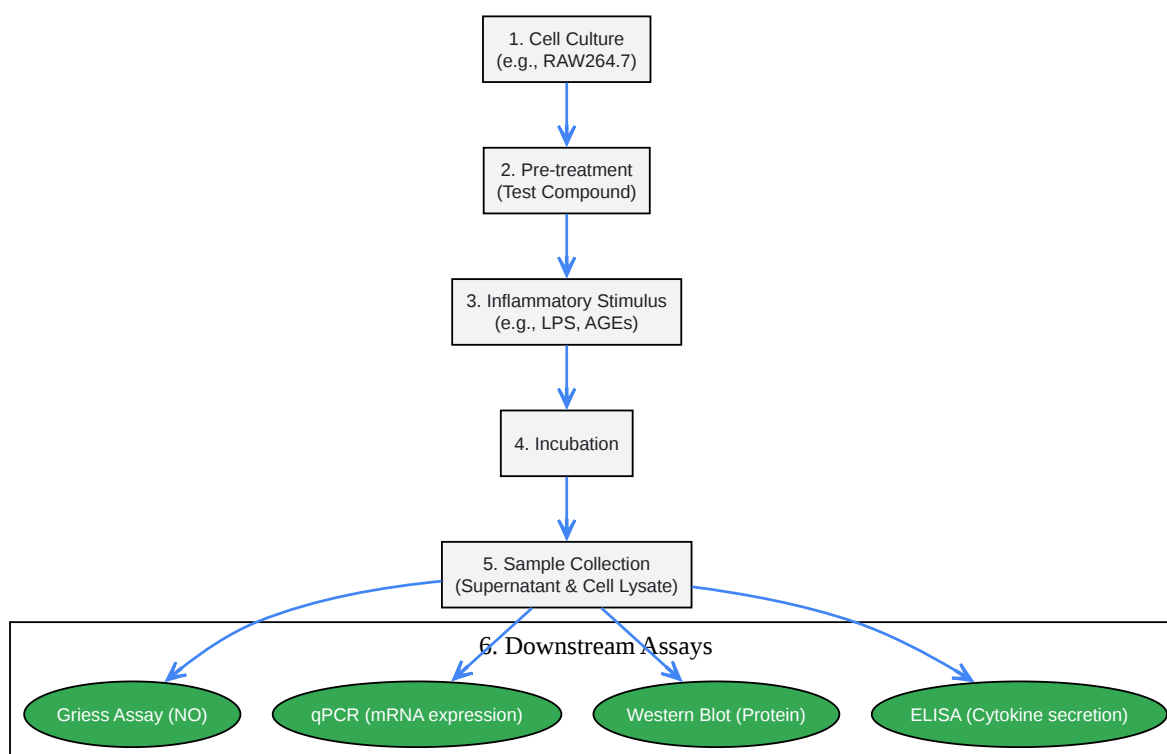 1. Cell Culture
(e.g., RAW264.7)
2. Pre-treatment
(Test Compound)
3. Inflammatory Stimulus
(e.g., LPS, AGEs)
4. Incubation
5. Sample Collection
(Supernatant & Cell Lysate)
6. Downstream Assays
Griess Assay (NO)
qPCR (mRNA expression)
Western Blot (Protein)
ELISA (Cytokine secretion)